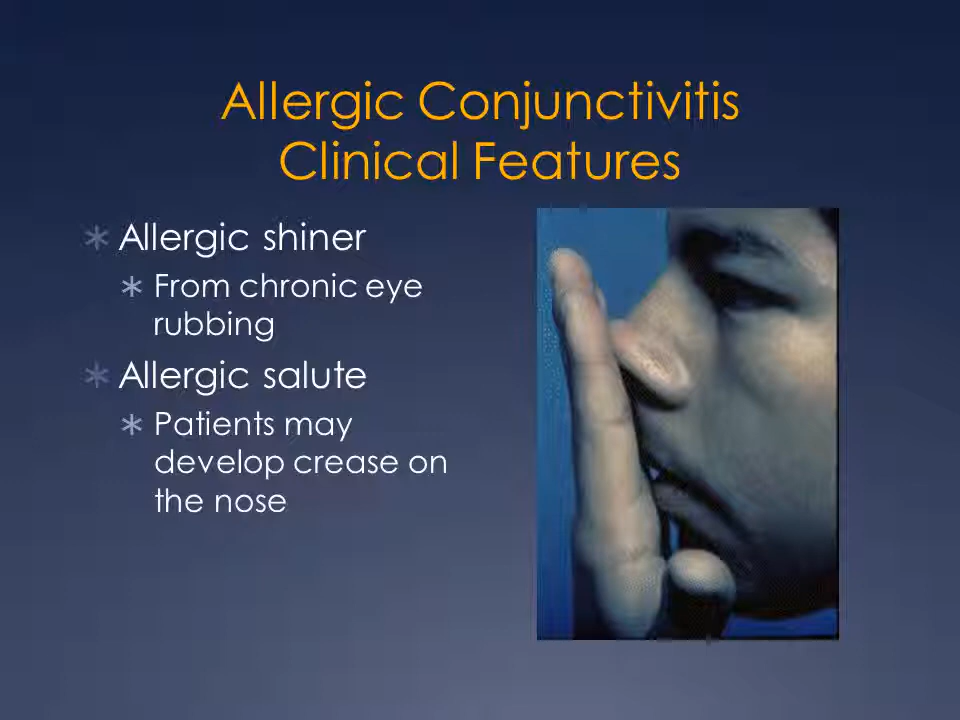 Allergic Conjunctivitis
Clinical Features
Allergic shiner
From chronic eye
rubbing
Allergic salute
Patients may
develop crease on
the nose